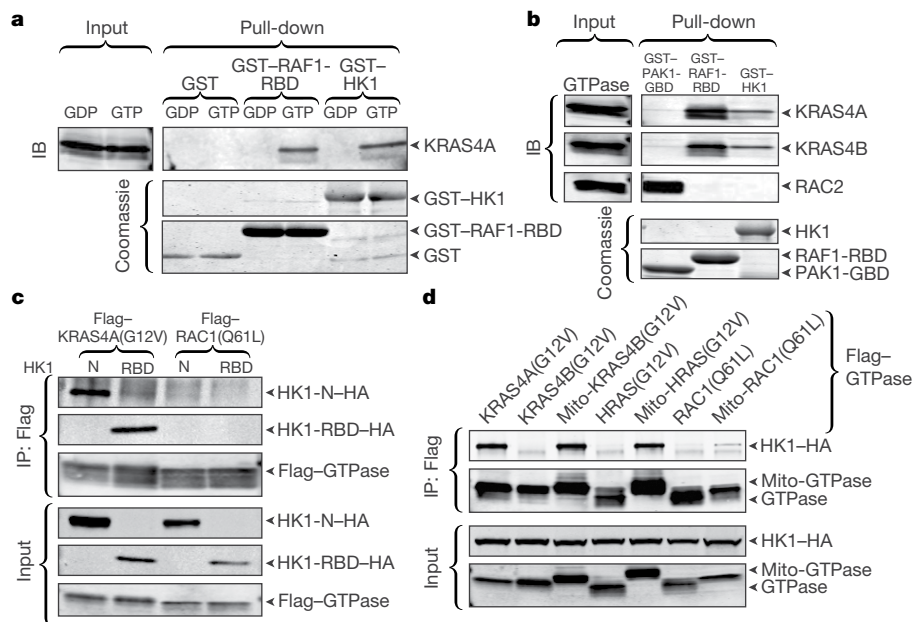 a
Input
Pull-down
GST
GST–RAF1-
RBD
GST–
HK1
GDP GTP GDP GTP GDP GTP GDP GTP
IB
KRAS4A
Coomassie
GST–HK1
GST–RAF1-RBD
GST
b
Input
Pull-down
GTPase
GST–
PAK1-
GBD
GST–
RAF1-
RBD
GST–
HK1
IB
KRAS4A
KRAS4B
RAC2
Coomassie
HK1
RAF1-RBD
PAK1-GBD
c
Flag–
KRAS4A(G12V)
Flag–
RAC1(Q61L)
HK1 N RBD N RBD
IP: Flag
HK1-N–HA
HK1-RBD–HA
Flag–GTPase
Input
HK1-N–HA
HK1-RBD–HA
Flag–GTPase
d
KRAS4A(G12V)
KRAS4B(G12V)
Mito-KRAS4B(G12V)
HRAS(G12V)
Mito-HRAS(G12V)
RAC1(Q61L)
Mito-RAC1(Q61L)
Flag–
GTPase
IP: Flag
HK1–HA
Mito-GTPase
GTPase
Input
HK1–HA
Mito-GTPase
GTPase